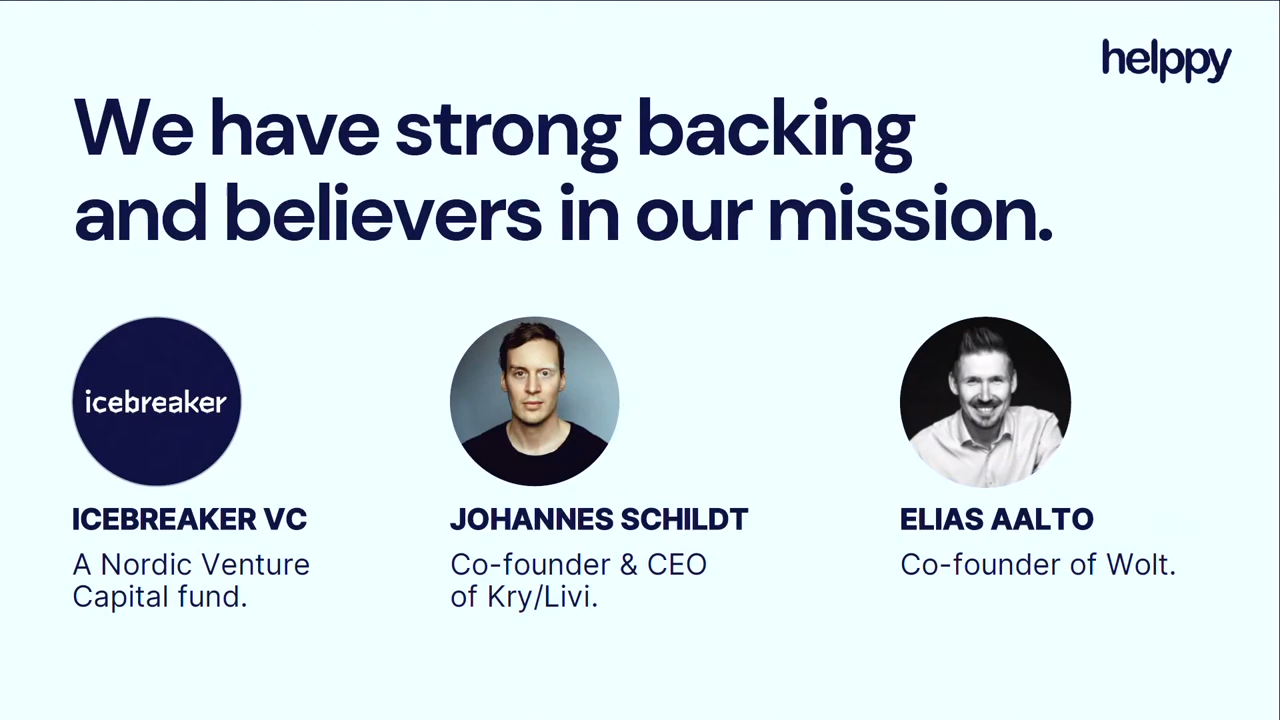 helppy
We have strong backing
and believers in our mission.
icebreaker
ICEBREAKER VC
A Nordic Venture
Capital fund.
JOHANNES SCHILDT
Co-founder & CEO
of Kry/Livi.
ELIAS AALTO
Co-founder of Wolt.